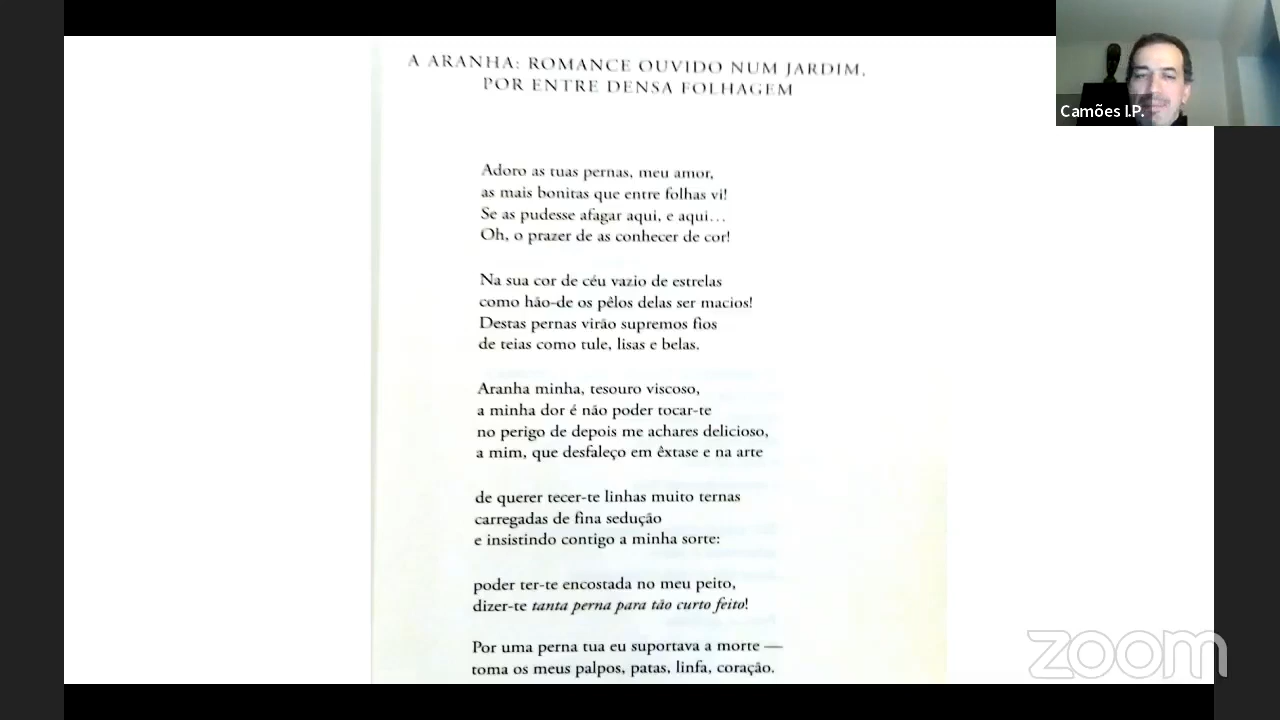 A ARANHA: ROMANCE OUVIDO NUM JARDIM,
POR ENTRE DENSA FOLHAGEM
Adoro as tuas pernas, meu amor,
as mais bonitas que entre folhas vi!
Se as pudesse afagar aqui, e aqui…
Oh, o prazer de as conhecer de cor!
Na sua cor de céu vazio de estrelas
como hão-de os pêlos delas ser macios!
Destas pernas virão supremos fios
de teias como tule, lisas e belas.
Aranha minha, tesouro viscoso,
a minha dor é não poder tocar-te
no perigo de depois me achares delicioso,
a mim, que desfaleço em êxtase e na arte
de querer tecer-te linhas muito ternas
carregadas de fina sedução
e insistindo contigo a minha sorte:
poder ter-te encostada no meu peito,
dizer-te tanta perna para tão curto feito!
Por uma perna tua eu suportava a morte —
toma os meus palpos, patas, linfa, coração.
Camões I.P.
zoom